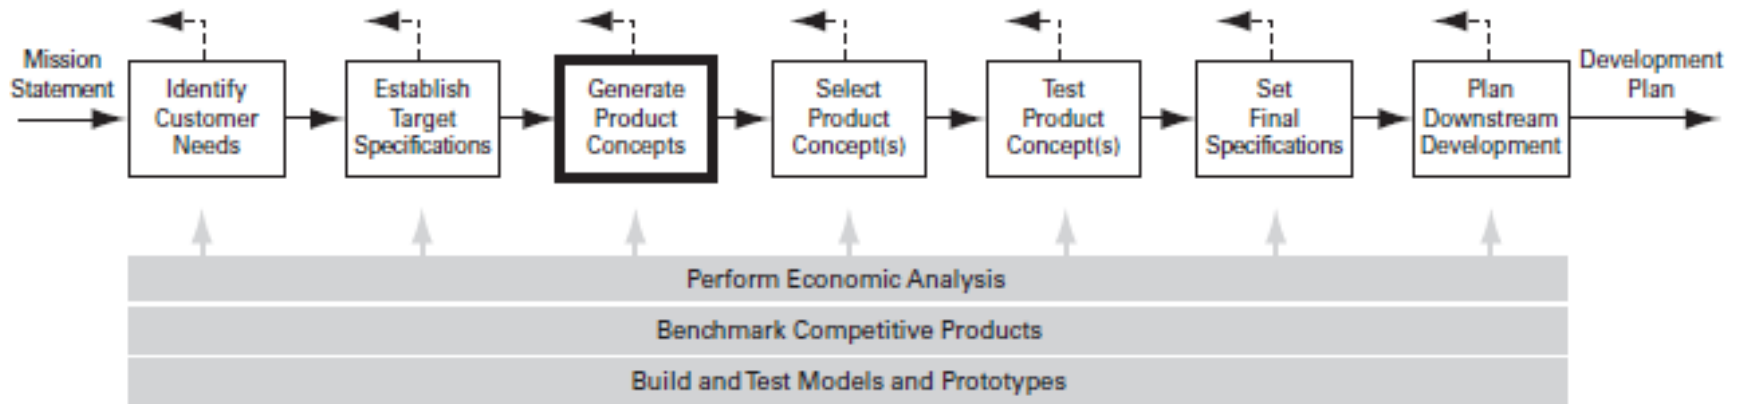 Mission
Statement
Identify
Customer
Needs
Establish
Target
Specifications
Generate
Product
Concepts
Select
Product
Concept(s)
Test
Product
Concept(s)
Set
Final
Specifications
Plan
Downstream
Development
Development
Plan
Perform Economic Analysis
Benchmark Competitive Products
Build and Test Models and Prototypes